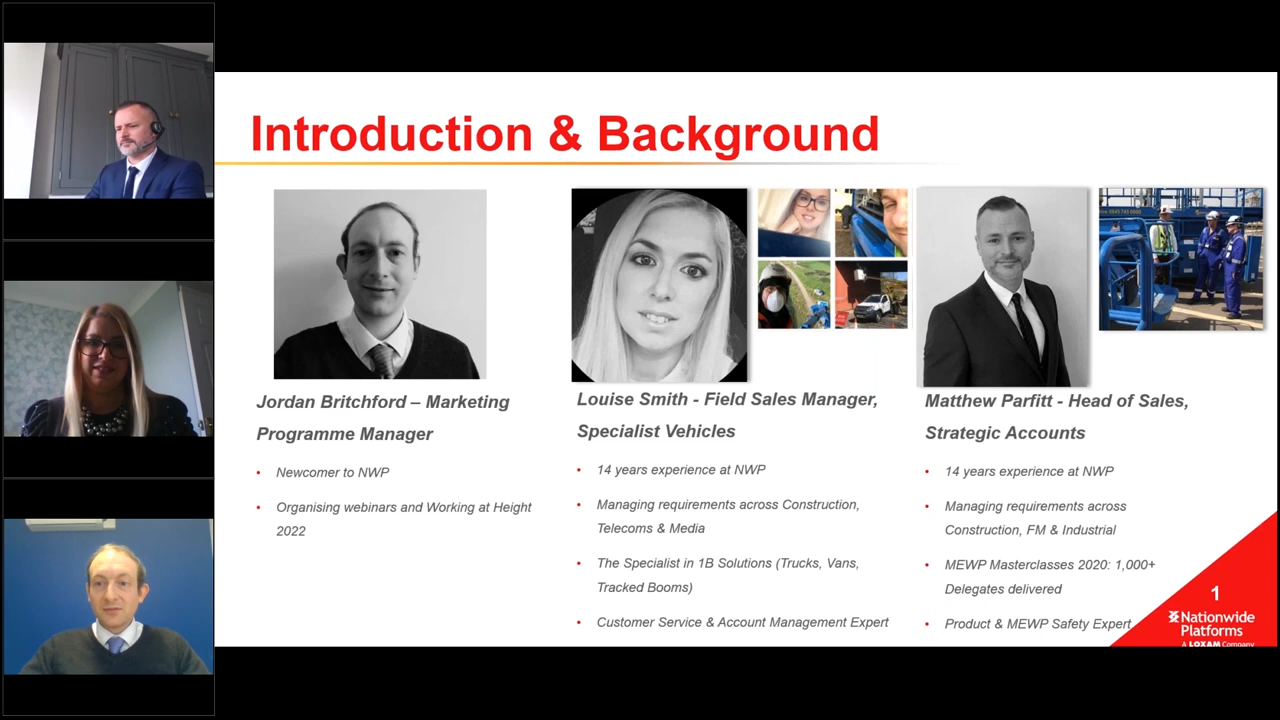 Introduction & Background
Jordan Britchford – Marketing
Programme Manager
• Newcomer to NWP
• Organising webinars and Working at Height
2022
Louise Smith - Field Sales Manager,
Specialist Vehicles
• 14 years experience at NWP
• Managing requirements across Construction,
Telecoms & Media
• The Specialist in 1B Solutions (Trucks, Vans,
Tracked Booms)
• Customer Service & Account Management Expert
Matthew Parfitt - Head of Sales,
Strategic Accounts
• 14 years experience at NWP
• Managing requirements across
Construction, FM & Industrial
• MEWP Masterclasses 2020: 1,000+
Delegates delivered
• Product & MEWP Safety Expert
1
Nationwide
Platforms
A LOXAM Company